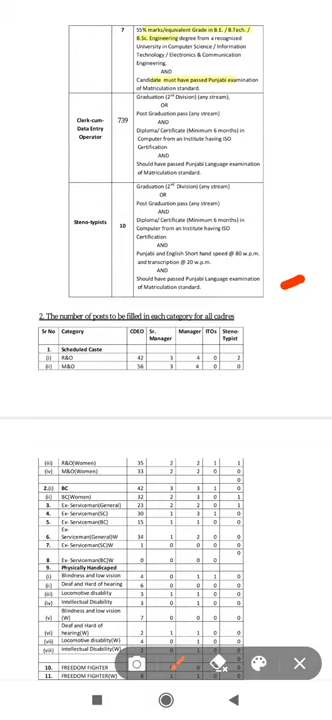 7
55% marks/equivalent Grade in B.E. / B.Tech. /
B.Sc. Engineering degree from a recognized
University in Computer Science / Information
Technology / Electronics & Communication
Engineering.
AND
Candidate must have passed Punjabi examination
of Matriculation standard.
Clerk-cum-
Data Entry
Operator
739
Graduation (2nd Division) (any stream),
OR
Post Graduation pass (any stream)
AND
Diploma/ Certificate (Minimum 6 months) in
Computer from an Institute having ISO
Certification
AND
Should have passed Punjabi Language examination
of Matriculation standard.
Steno-typists
10
Graduation (2nd Division) (any stream)
OR
Post Graduation pass (any stream)
AND
Diploma/ Certificate (Minimum 6 months) in
Computer from an Institute having ISO
Certification
AND
Punjabi and English Short hand speed @ 80 w.p.m.
and transcription @ 20 w.p.m.
AND
Should have passed Punjabi Language examination
of Matriculation standard.
2. The number of posts to be filled in each category for all cadres
Sr No Category CDEO Sr. Manager Manager ITOs Steno-Typist
1. Scheduled Caste
(i) R&O 42 3 4 0 2
(ii) M&O 56 3 4 0 0
(iii) R&O(Women) 35 2 2 1 1
(iv) M&O(Women) 33 2 2 0 0
0
2.(i) BC 42 3 3 1 0
(ii) BC(Women) 32 2 3 0 1
3. Ex- Serviceman(General) 23 2 2 0 1
4. Ex-Serviceman(SC) 30 1 3 1 0
5. Ex-Serviceman(BC) 15 1 1 0 0
Ex-
6. Serviceman(General)W 34 1 2 0 0
7. Ex-Serviceman(SC)W 1 0 0 0 0
0
8 Ex-Serviceman(BC)W 0 0 0 0
9. Physically Handicaped
(i) Blindness and low vision 4 0 1 1 0
(ii) Deaf and Hard of hearing 6 0 0 0 0
(iii) Locomotive disablity 3 1 1 0 0
(iv) Intellectual Disability 3 0 1 0 0
Blindness and low vision
(v) (W) 7 0 0 0 0
Deaf and Hard of
(vi) hearing(W) 2 1 1 0 0
(vii) Locomotive disability(W) 4 0 1 0 0
(viii) Intellectual Disability(W) 0 1 0 0
10. FREEDOM FIGHTER 0 0
11. FREEDOM FIGHTER(W) 8 1 1 0 0